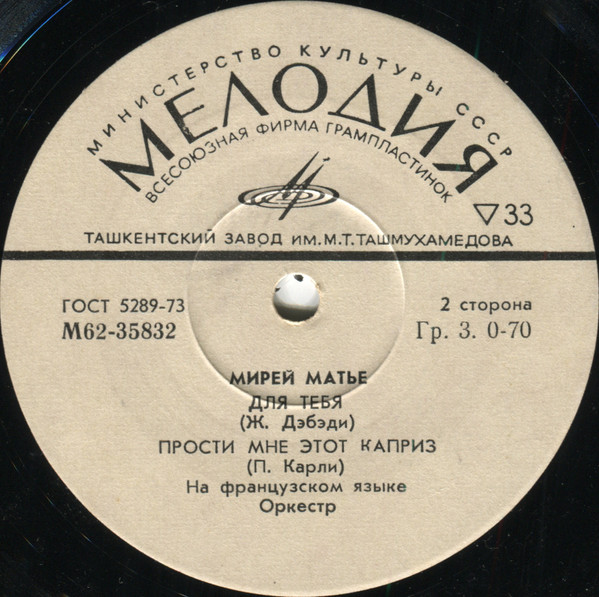 МИНИСТЕРСТВО КУЛЬТУРЫ СССР
МЕЛОДИЯ
ВСЕСОЮЗНАЯ ФИРМА ГРАМПЛАСТИНОК
▽33
ТАШКЕНТСКИЙ ЗАВОД ИМ. М.Т. ТАШМУХАМЕДОВА
ГОСТ 5289-73
М62-35832
2 сторона
Гр. 3. 0-70
МИРЕЙ МАТЬЕ
ДЛЯ ТЕБЯ
(Ж. Дэбэди)
ПРОСТИ МНЕ ЭТОТ КАПРИЗ
(П. Карли)
На французском языке
Оркестр